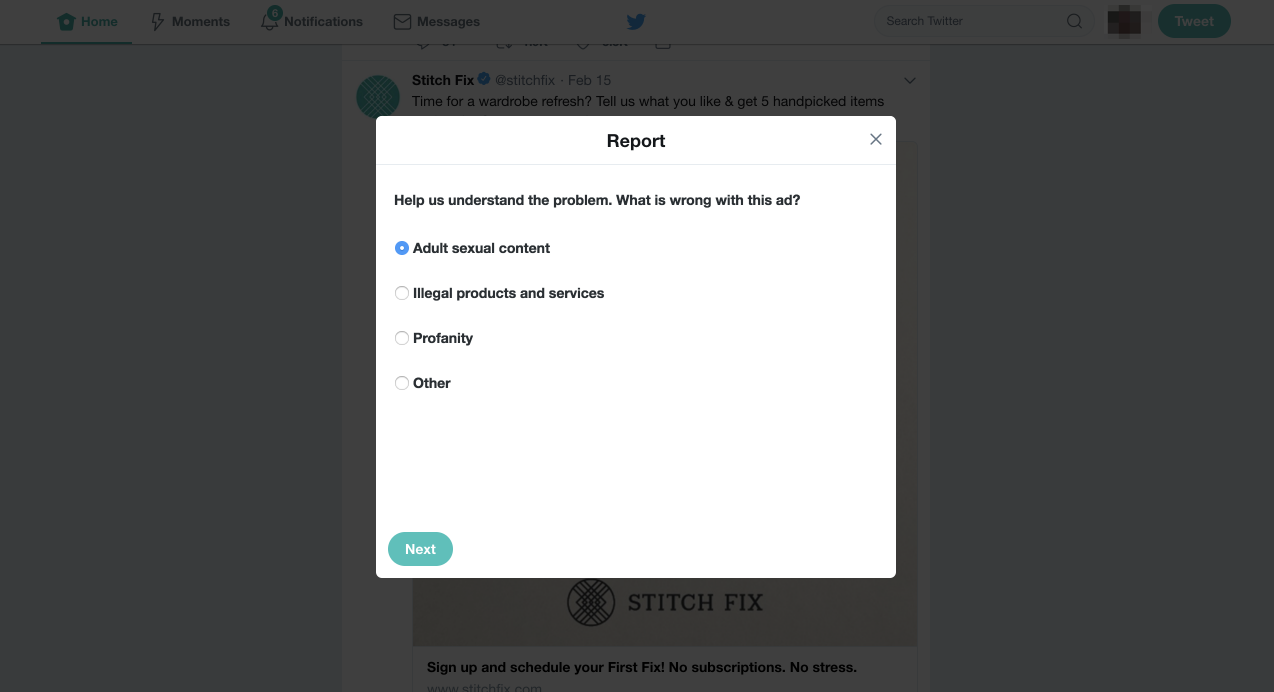 Home
Moments
6
Notifications
Messages
Search Twitter
Tweet
Stitch Fix @stitchfix · Feb 15
Time for a wardrobe refresh? Tell us what you like & get 5 handpicked items
Report
Help us understand the problem. What is wrong with this ad?
Adult sexual content
Illegal products and services
Profanity
Other
Next
STITCH FIX
Sign up and schedule your First Fix! No subscriptions. No stress.
www.stitchfix.com